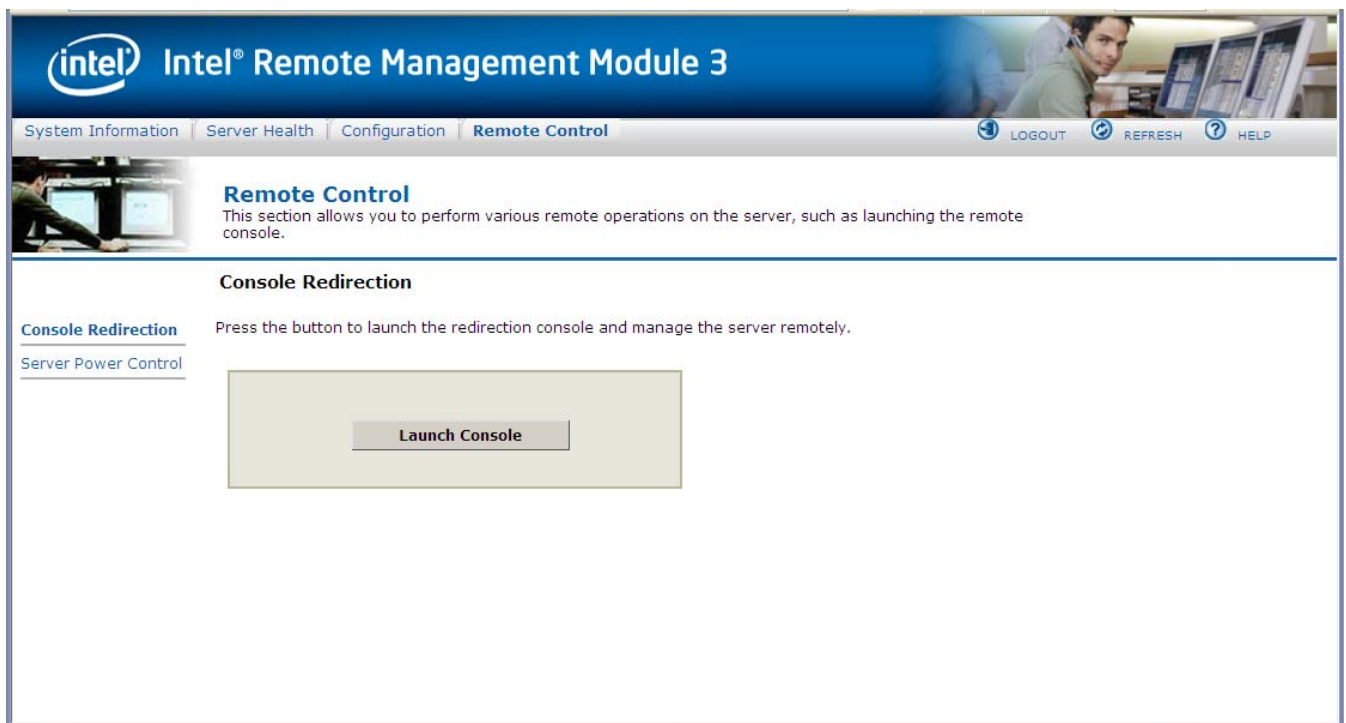 intel® Intel® Remote Management Module 3
System Information Server Health Configuration Remote Control LOGOUT REFRESH ? HELP
Remote Control
This section allows you to perform various remote operations on the server, such as launching the remote
console.
Console Redirection
Console Redirection
Server Power Control
Press the button to launch the redirection console and manage the server remotely.
Launch Console